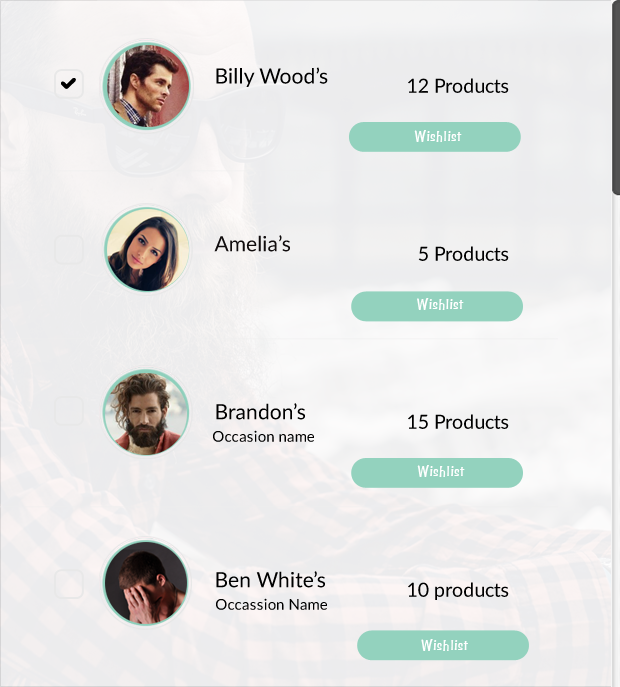 Billy Wood’s
12 Products
Wishlist
Amelia’s
5 Products
Wishlist
Brandon’s
15 Products
Occasion name
Wishlist
Ben White’s
10 products
Occassion Name
Wishlist